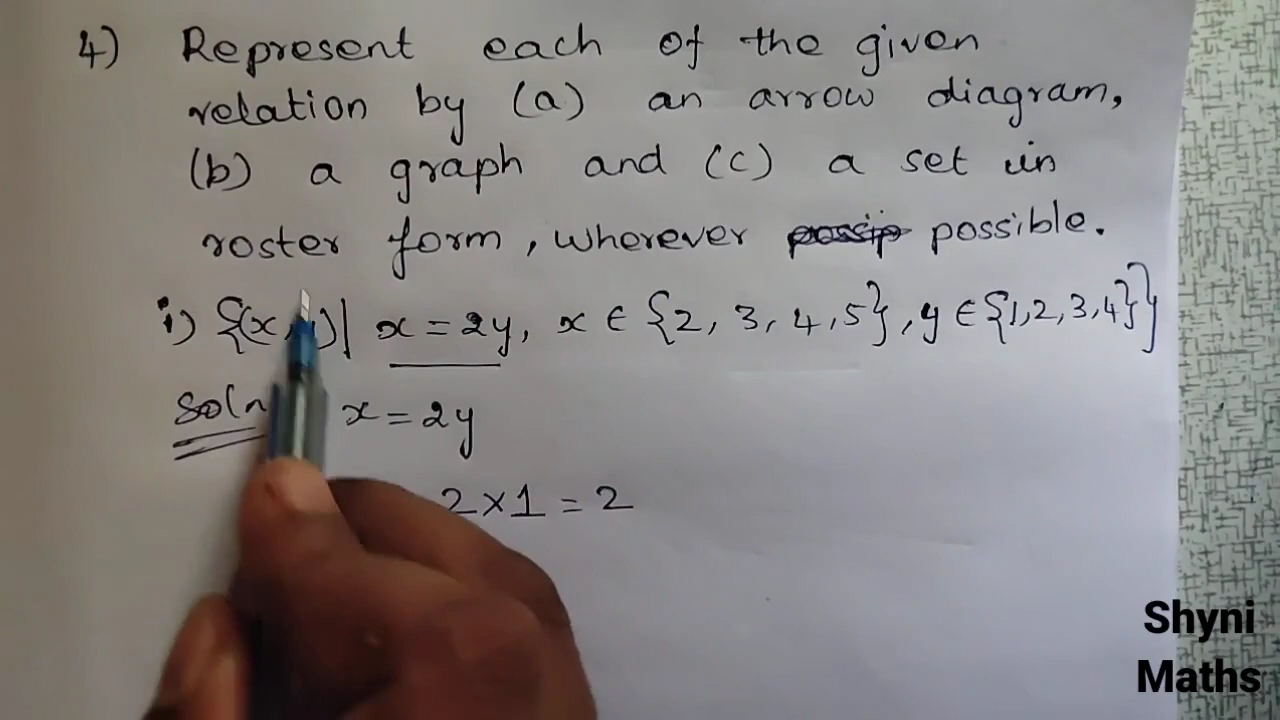 4) Represent each of the given
relation by (a) an arrow diagram,
(b) a graph and (c) a set in
roster form, wherever possible.
i) {(x, y)| x = 2y, x ∈ {2, 3, 4, 5}, y ∈ {1, 2, 3, 4}}
Soln x = 2y
2 × 1 = 2
Shyni
Maths